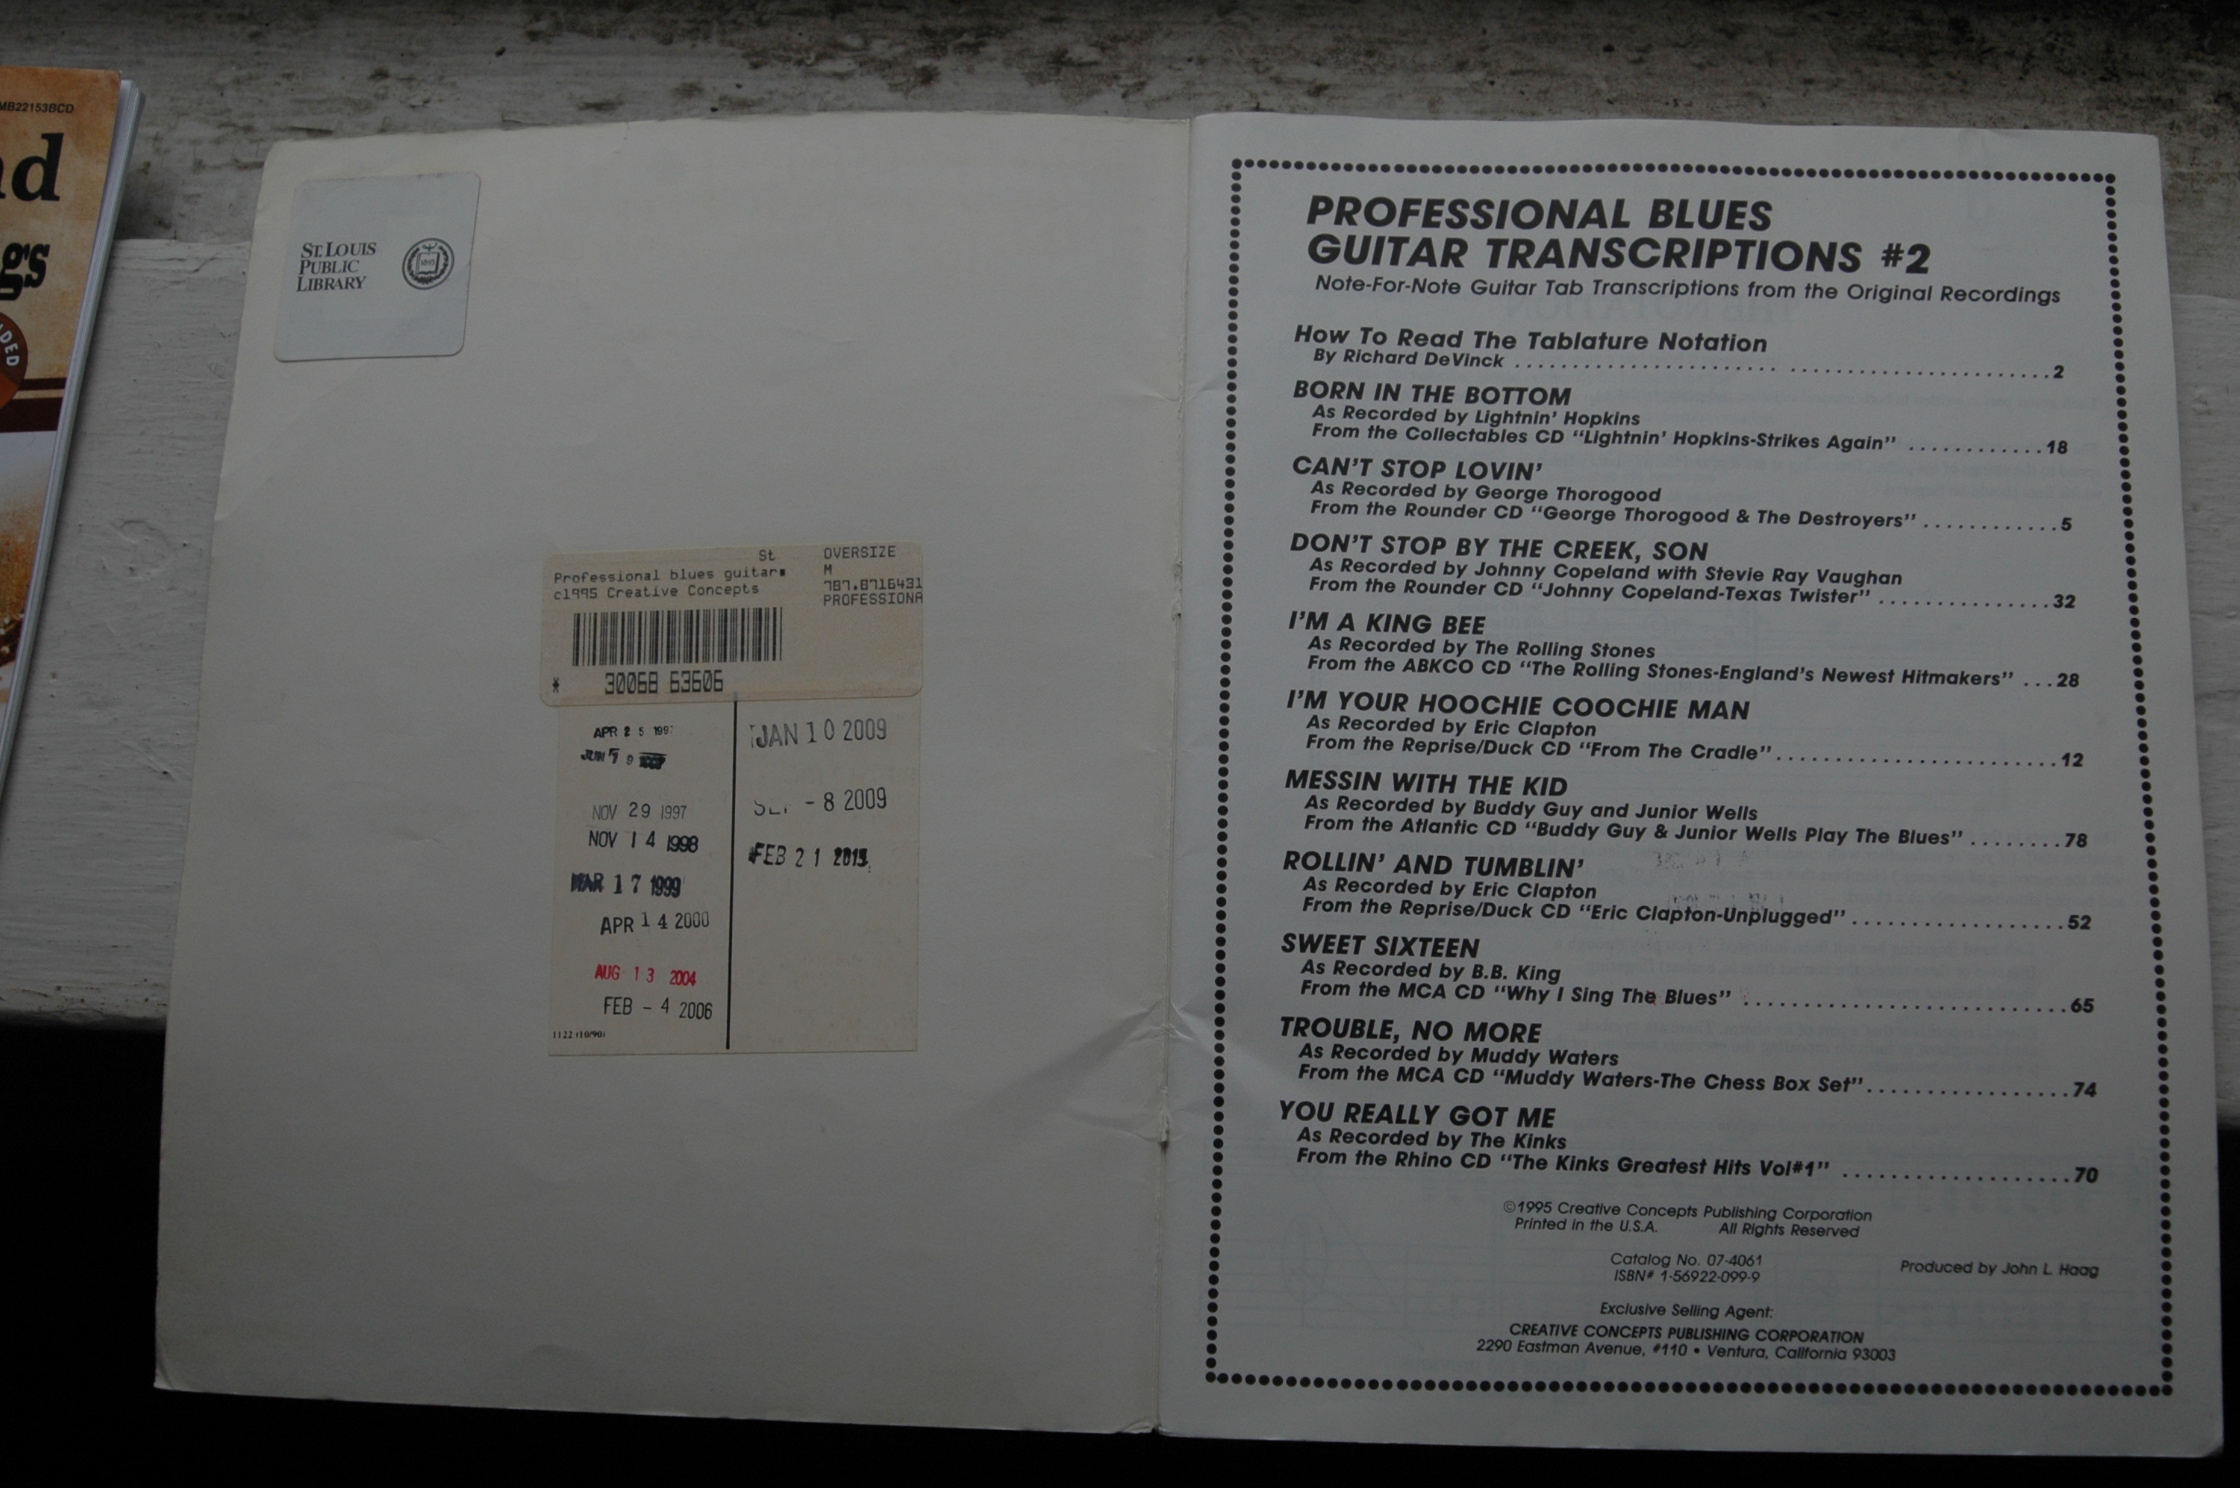 MB22153BCD
gs
ST. LOUIS
PUBLIC
LIBRARY
1865
St
Professional blues guitar
c1995 Creative Concepts
OVERSIZE
M
787.8716431
PROFESSIONA
* 30068 63606
APR 25 1997
NOV 29 1997
NOV 14 1998
MAR 17 1999
APR 14 2000
AUG 13 2004
FEB - 4 2006
1122 (10/90)
JAN 10 2009
SEP - 8 2009
FEB 21 2015
PROFESSIONAL BLUES
GUITAR TRANSCRIPTIONS #2
Note-For-Note Guitar Tab Transcriptions from the Original Recordings
How To Read The Tablature Notation
By Richard DeVinck ........................................ 2
BORN IN THE BOTTOM
As Recorded by Lightnin' Hopkins
From the Collectables CD "Lightnin' Hopkins-Strikes Again" ............ 18
CAN'T STOP LOVIN'
As Recorded by George Thorogood
From the Rounder CD "George Thorogood & The Destroyers" ............ 5
DON'T STOP BY THE CREEK, SON
As Recorded by Johnny Copeland with Stevie Ray Vaughan
From the Rounder CD "Johnny Copeland-Texas Twister" ............... 32
I'M A KING BEE
As Recorded by The Rolling Stones
From the ABKCO CD "The Rolling Stones-England's Newest Hitmakers" ... 28
I'M YOUR HOOCHIE COOCHIE MAN
As Recorded by Eric Clapton
From the Reprise/Duck CD "From The Cradle" ........................ 12
MESSIN WITH THE KID
As Recorded by Buddy Guy and Junior Wells
From the Atlantic CD "Buddy Guy & Junior Wells Play The Blues" ........ 78
ROLLIN' AND TUMBLIN'
As Recorded by Eric Clapton
From the Reprise/Duck CD "Eric Clapton-Unplugged" .................. 52
SWEET SIXTEEN
As Recorded by B.B. King
From the MCA CD "Why I Sing The Blues" ............................ 65
TROUBLE, NO MORE
As Recorded by Muddy Waters
From the MCA CD "Muddy Waters-The Chess Box Set" .................. 74
YOU REALLY GOT ME
As Recorded by The Kinks
From the Rhino CD "The Kinks Greatest Hits Vol#1" .................... 70
©1995 Creative Concepts Publishing Corporation
Printed in the U.S.A. All Rights Reserved
Catalog No. 07-4061
ISBN# 1-56922-099-9
Produced by John L. Haag
Exclusive Selling Agent:
CREATIVE CONCEPTS PUBLISHING CORPORATION
2290 Eastman Avenue, #110 • Ventura, California 93003